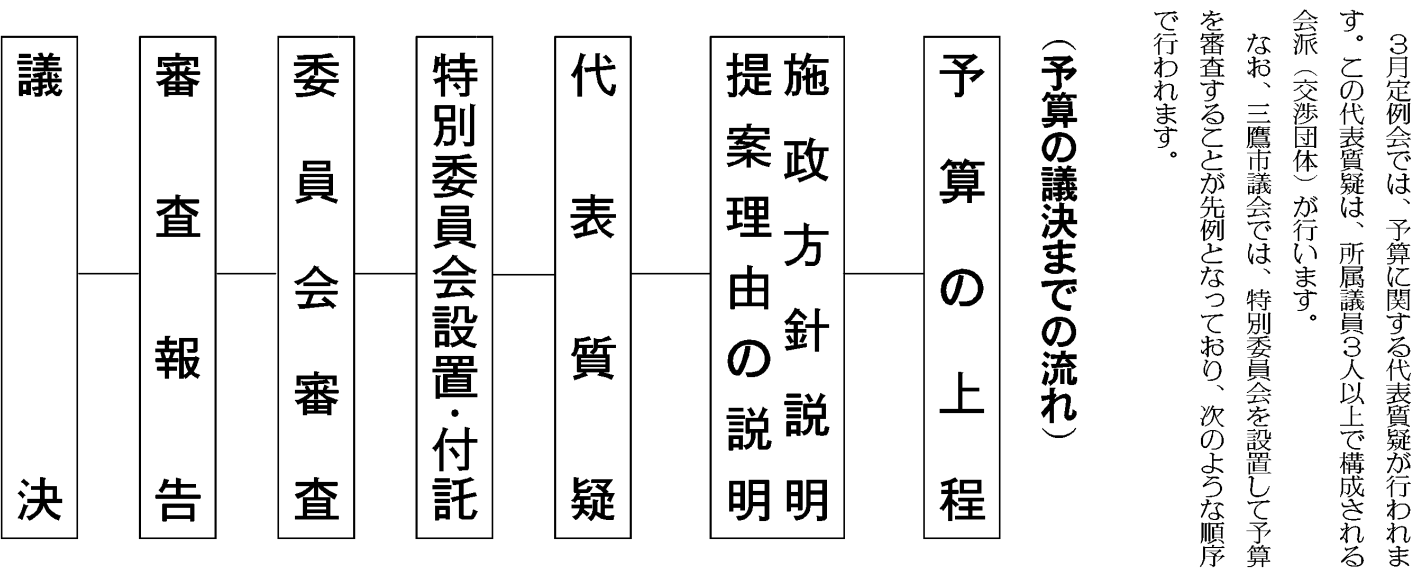 ３月定例会では、予算に関する代表質疑が行われま
す。この代表質疑は、所属議員３人以上で構成される
会派（交渉団体）が行います。
　なお、三鷹市議会では、特別委員会を設置して予算
を審査することが先例となっており、次のような順序
で行われます。
（予算の議決までの流れ）
予算の上程
施政方針説明
提案理由の説明
代表質疑
特別委員会設置・付託
委員会審査
審査報告
議決